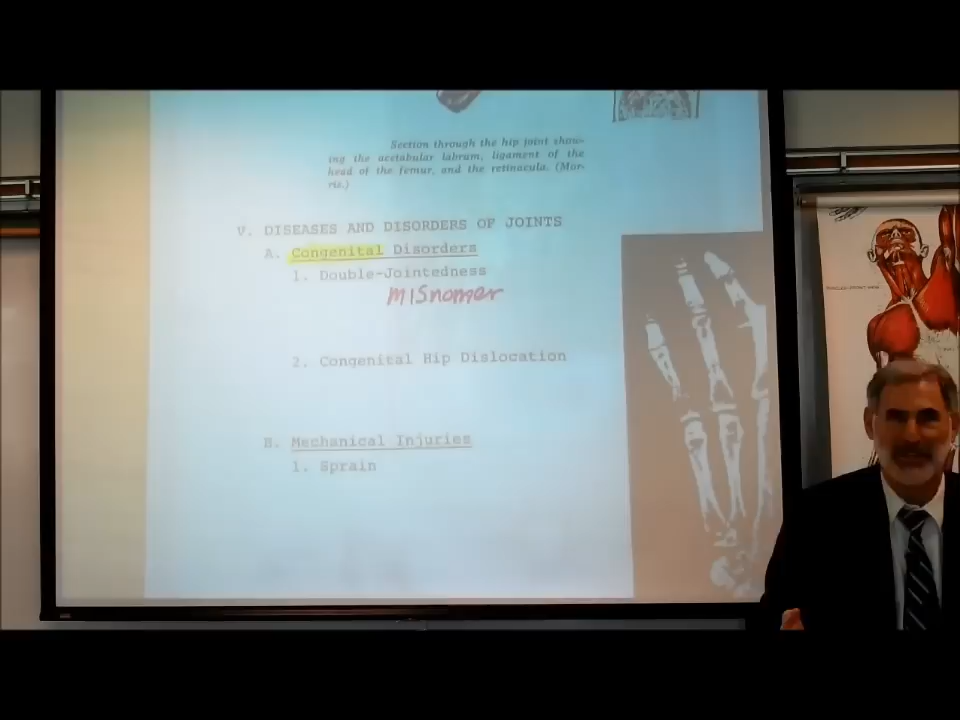 Section through the hip joint show-
ing the acetabular labrum, ligament of the
head of the femur, and the retinacula. (Mor-
ris.)
V. DISEASES AND DISORDERS OF JOINTS
A. Congenital Disorders
1. Double-Jointedness
MISnomer
2. Congenital Hip Dislocation
B. Mechanical Injuries
1. Sprain